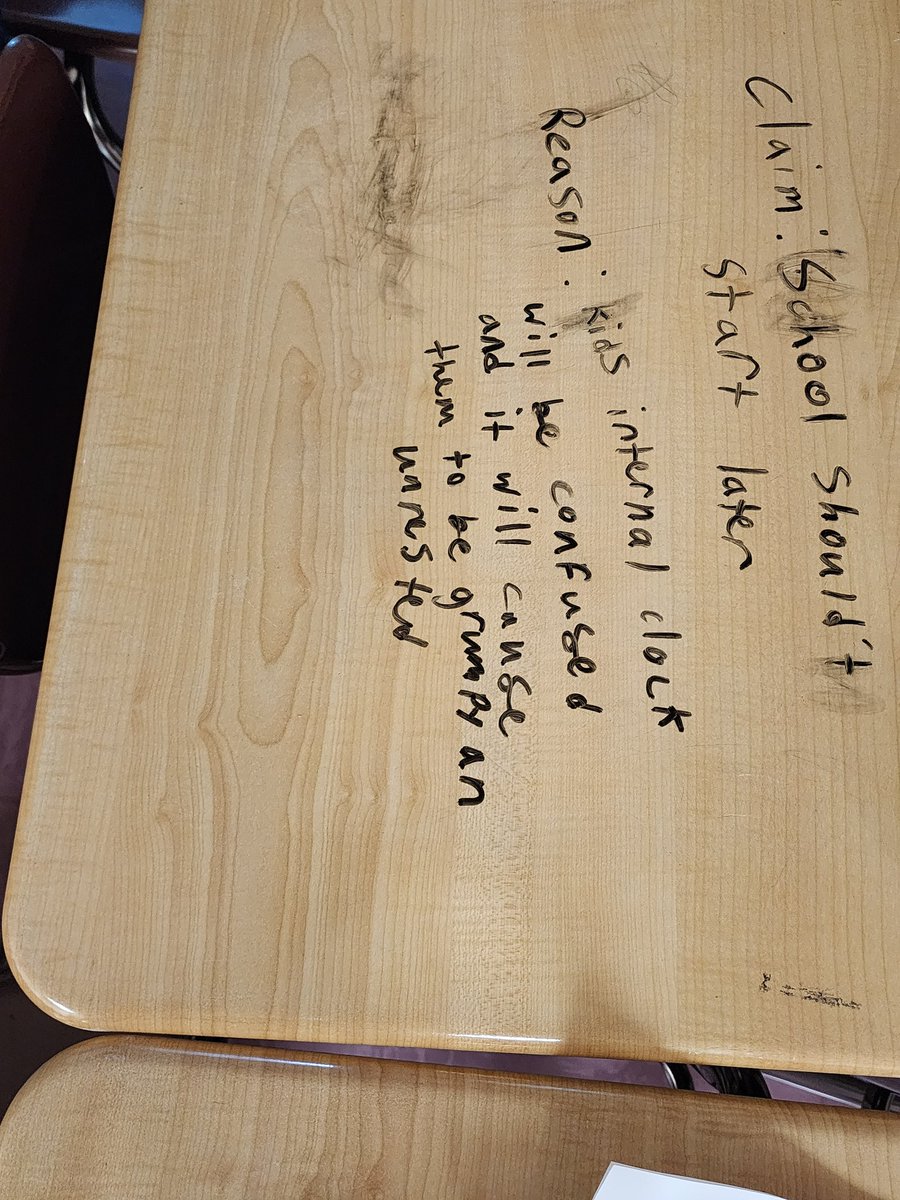 Claim: School should't
start later
Reason: kids internal clock
will be confused
and it will cause
them to be grumpy an
unrested